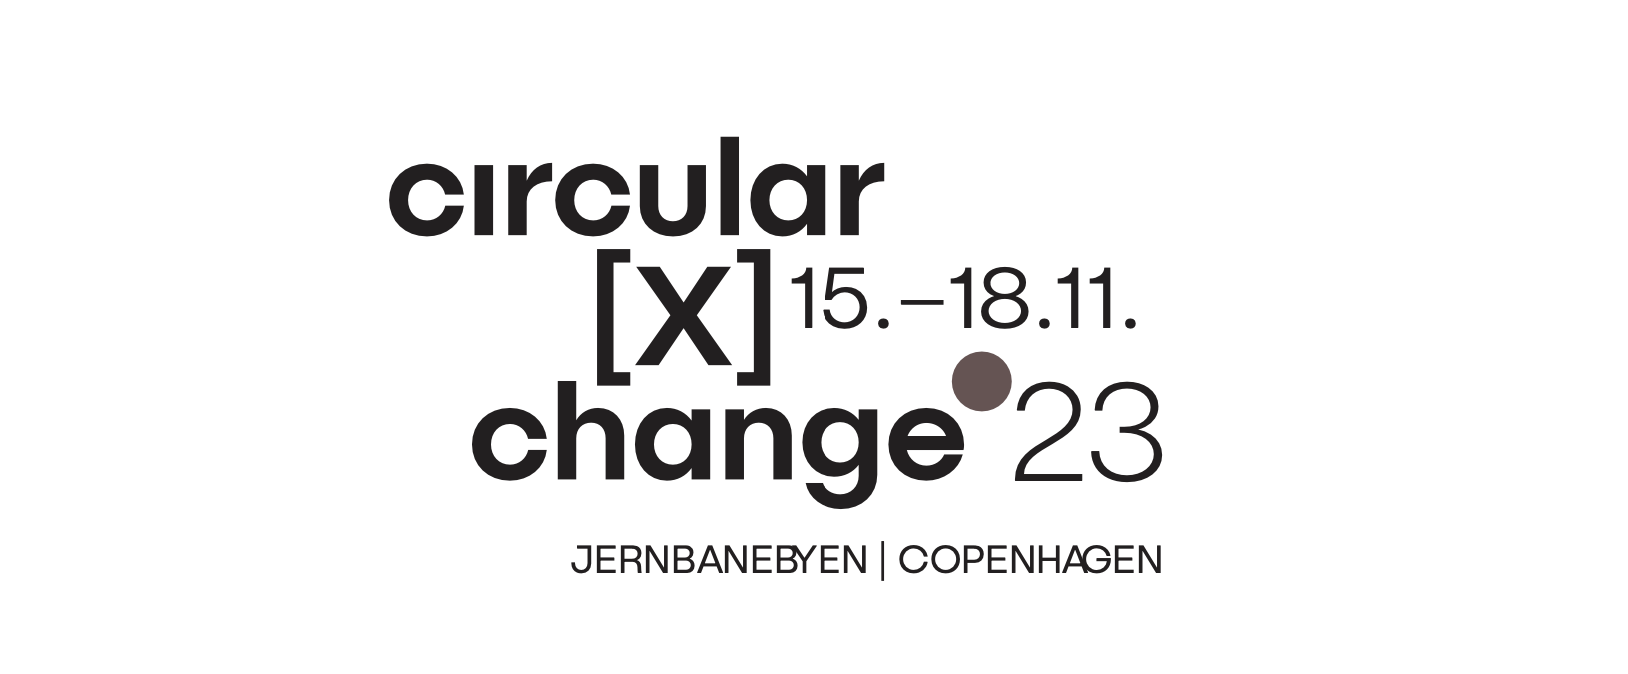 circular
[X] 15.–18.11.
change 23
JERNBANEBYEN | COPENHAGEN